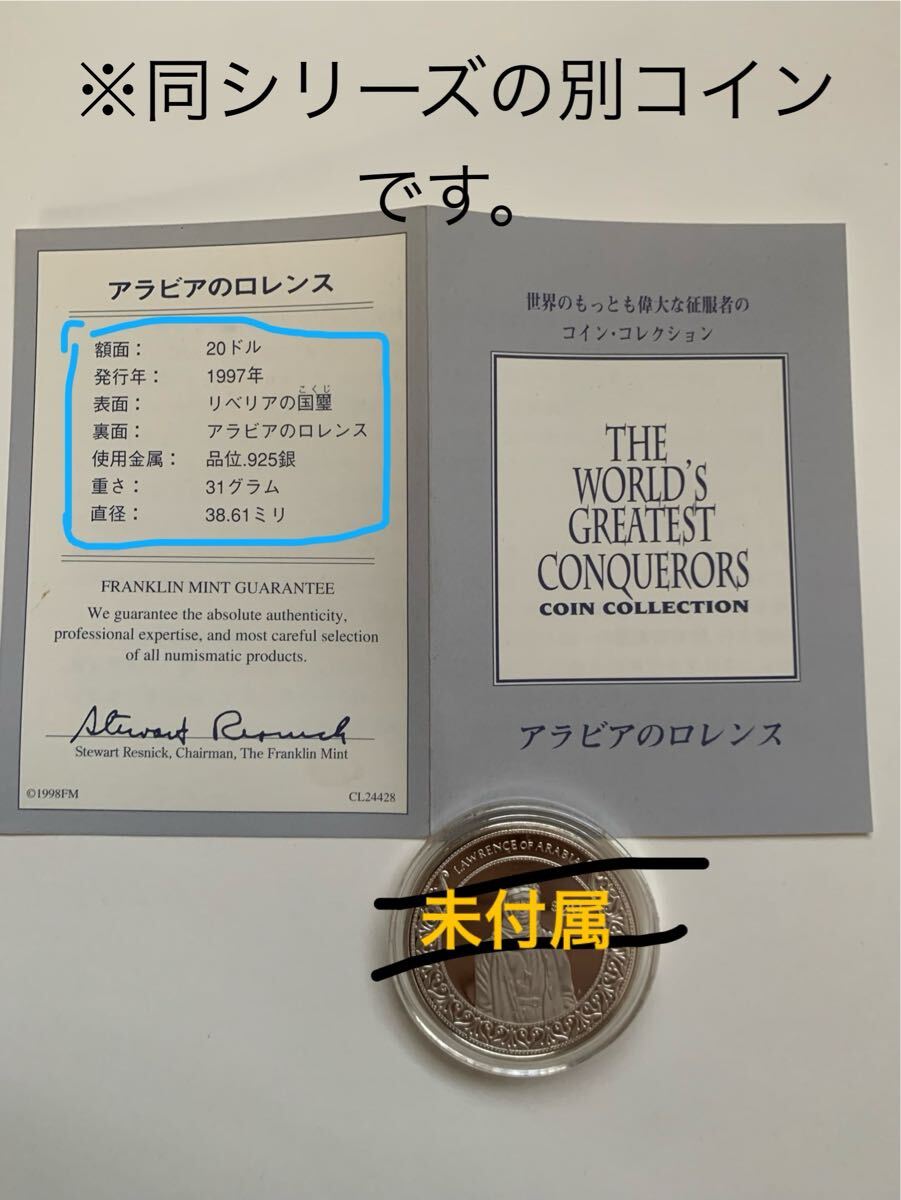 ※同シリーズの別コイン
です。
アラビアのロレンス
額面： 20ドル
発行年： 1997年
表面： リベリアの国璽
こくじ
裏面： アラビアのロレンス
使用金属： 品位.925銀
重さ： 31グラム
直径： 38.61ミリ
FRANKLIN MINT GUARANTEE
We guarantee the absolute authenticity,
professional expertise, and most careful selection
of all numismatic products.
Stewart Resnick
Stewart Resnick, Chairman, The Franklin Mint
©1998FM CL24428
世界のもっとも偉大な征服者の
コイン・コレクション
THE
WORLD'S
GREATEST
CONQUERORS
COIN COLLECTION
アラビアのロレンス
LAWRENCE OF ARABIA
未付属